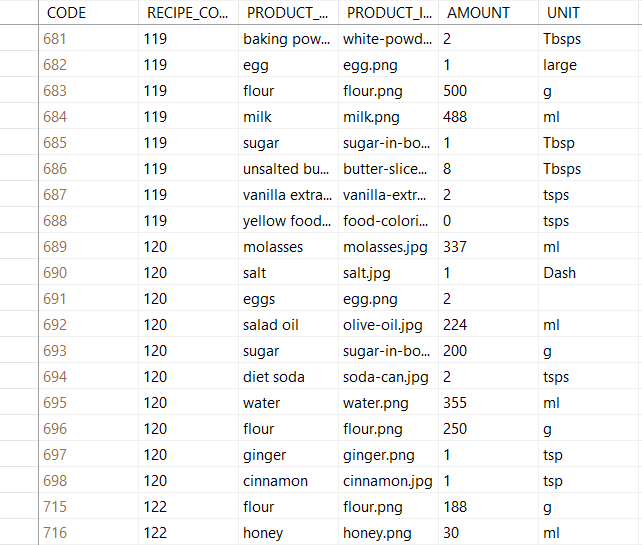 CODE RECIPE_CO... PRODUCT_... PRODUCT_I... AMOUNT UNIT
681 119 baking pow... white-powd... 2 Tbsps
682 119 egg egg.png 1 large
683 119 flour flour.png 500 g
684 119 milk milk.png 488 ml
685 119 sugar sugar-in-bo... 1 Tbsp
686 119 unsalted bu... butter-slice... 8 Tbsps
687 119 vanilla extra... vanilla-extr... 2 tsps
688 119 yellow food... food-colori... 0 tsps
689 120 molasses molasses.jpg 337 ml
690 120 salt salt.jpg 1 Dash
691 120 eggs egg.png 2
692 120 salad oil olive-oil.jpg 224 ml
693 120 sugar sugar-in-bo... 200 g
694 120 diet soda soda-can.jpg 2 tsps
695 120 water water.png 355 ml
696 120 flour flour.png 250 g
697 120 ginger ginger.png 1 tsp
698 120 cinnamon cinnamon.jpg 1 tsp
715 122 flour flour.png 188 g
716 122 honey honey.png 30 ml